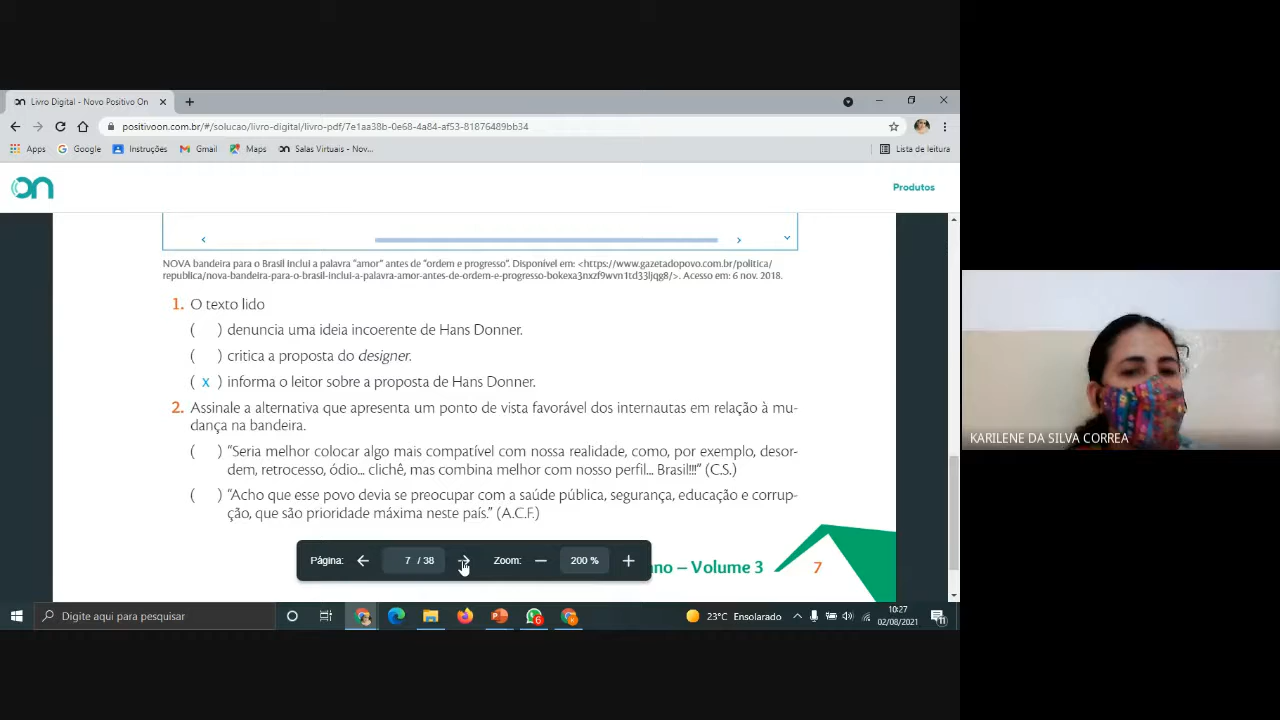 Livro Digital - Novo Positivo On
positivoon.com.br/#/solucao/livro-digital/livro-pdf/7e1aa38b-0e68-4a84-af53-81876489bb34
Apps Google Instruções Gmail Maps Salas Virtuais - Nov... Lista de leitura
on Produtos
NOVA bandeira para o Brasil inclui a palavra "amor" antes de "ordem e progresso". Disponível em: <https://www.gazetadopovo.com.br/politica/
republica/nova-bandeira-para-o-brasil-inclui-a-palavra-amor-antes-de-ordem-e-progresso-bokexa3nxzf9wvn1td33ljqg8/>. Acesso em: 6 nov. 2018.
1. O texto lido
( ) denuncia uma ideia incoerente de Hans Donner.
( ) critica a proposta do designer.
( x ) informa o leitor sobre a proposta de Hans Donner.
2. Assinale a alternativa que apresenta um ponto de vista favorável dos internautas em relação à mu-
dança na bandeira.
( ) “Seria melhor colocar algo mais compatível com nossa realidade, como, por exemplo, desor-
dem, retrocesso, ódio... clichê, mas combina melhor com nosso perfil... Brasil!!!” (C.S.)
( ) “Acho que esse povo devia se preocupar com a saúde pública, segurança, educação e corrup-
ção, que são prioridade máxima neste país.” (A.C.F.)
Página: 7 / 38 Zoom: 200 %
ano – Volume 3 7
Digite aqui para pesquisar
6
23°C Ensolarado
10:27
02/08/2021
11
KARILENE DA SILVA CORREA